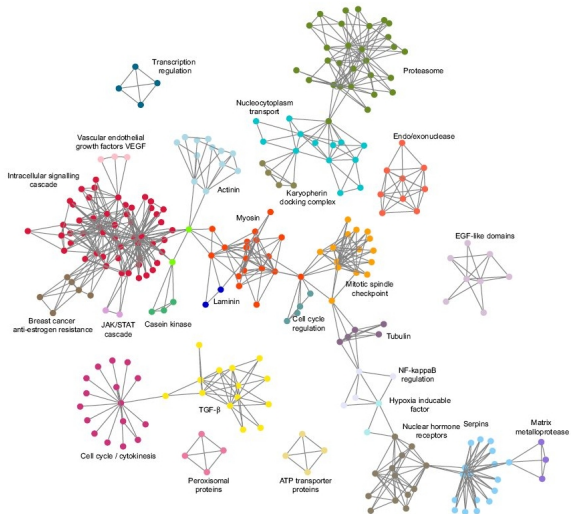 Transcription
regulation
Proteasome
Nucleocytoplasm
transport
Vascular endothelial
growth factors VEGF
Endo/exonuclease
Intracellular signalling
cascade
Actinin
Karyopherin
docking complex
Myosin
EGF-like domains
Mitotic spindle
checkpoint
Laminin
Breast cancer
anti-estrogen resistance
JAK/STAT
cascade
Casein kinase
Cell cycle
regulation
Tubulin
NF-kappaB
regulation
TGF-β
Hypoxia inducable
factor
Nuclear hormone
receptors
Serpins
Matrix
metalloprotease
Cell cycle / cytokinesis
Peroxisomal
proteins
ATP transporter
proteins